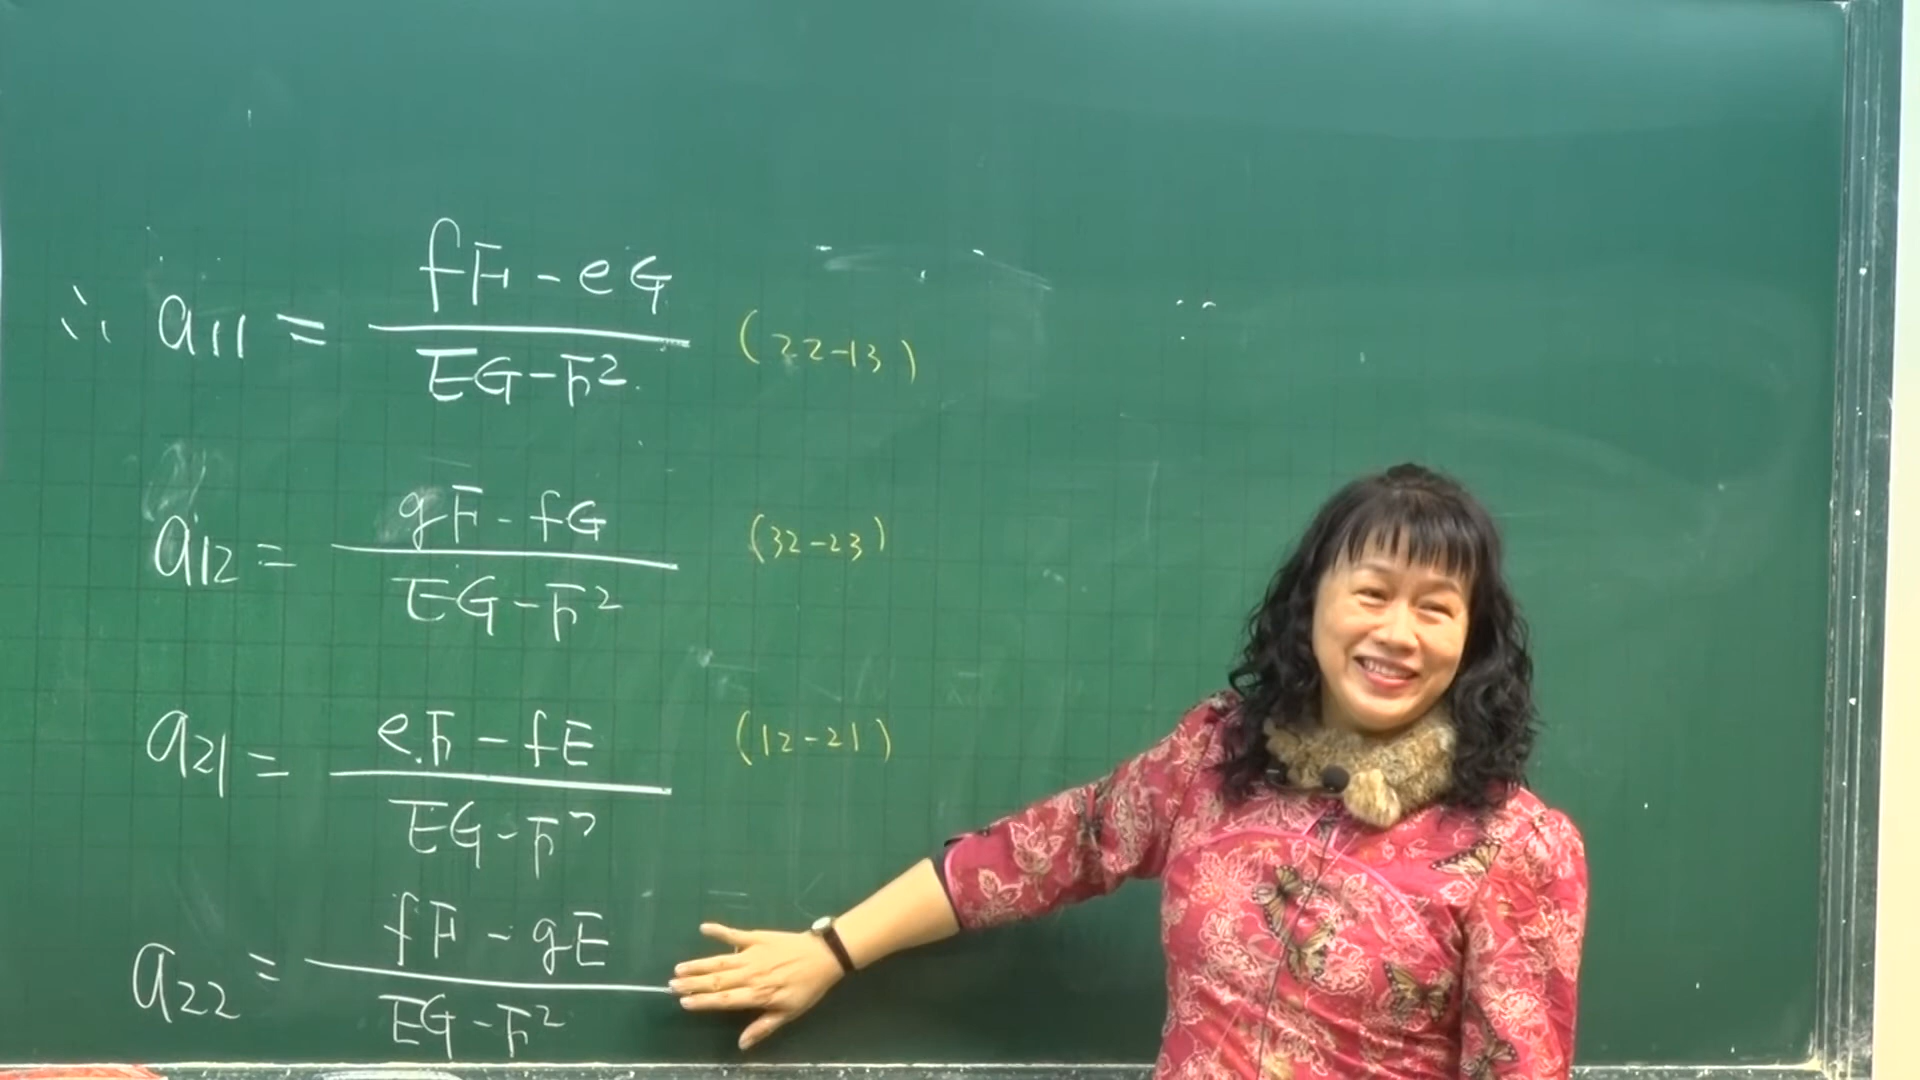 ∴ a11 = (fF - eG) / (EG - F²) (22-13)
a12 = (gF - fG) / (EG - F²) (32-23)
a21 = (eF - fE) / (EG - F²) (12-21)
a22 = (fF - gE) / (EG - F²)